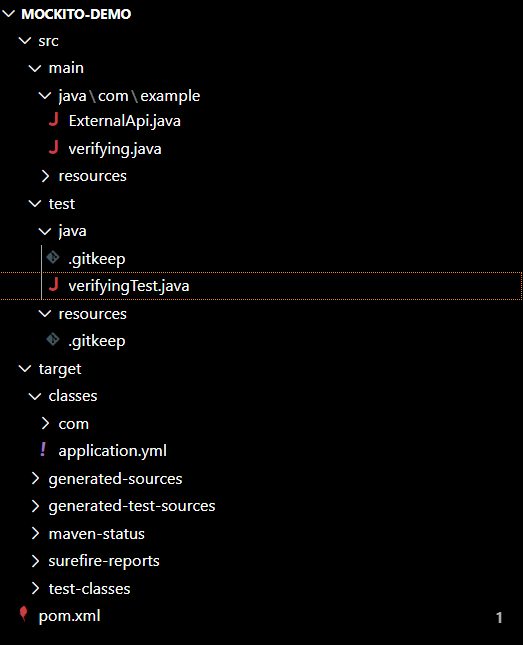 MOCKITO-DEMO
src
main
java\com\example
ExternalApi.java
verifying.java
resources
test
java
.gitkeep
verifyingTest.java
resources
.gitkeep
target
classes
com
! application.yml
generated-sources
generated-test-sources
maven-status
surefire-reports
test-classes
pom.xml 1